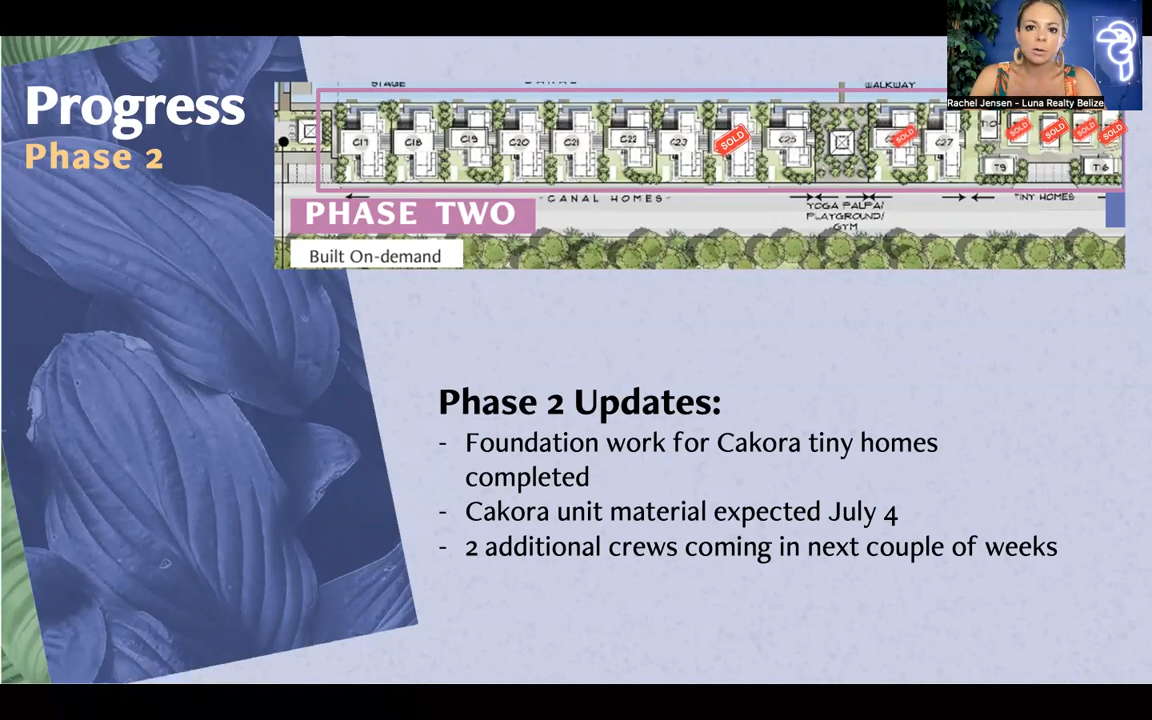 Progress
Phase 2
STAGE
WALKWAY
Rachel Jensen - Luna Realty Belize
C17 C18 C19 C20 C21 C22 C23 SOLD C25 SOLD C27 SOLD SOLD SOLD SOLD
T9 T16
CANAL HOMES
YOGA PALPA/
PLAYGROUND/
GYM
TINY HOMES
PHASE TWO
Built On-demand
Phase 2 Updates:
- Foundation work for Cakora tiny homes
completed
- Cakora unit material expected July 4
- 2 additional crews coming in next couple of weeks